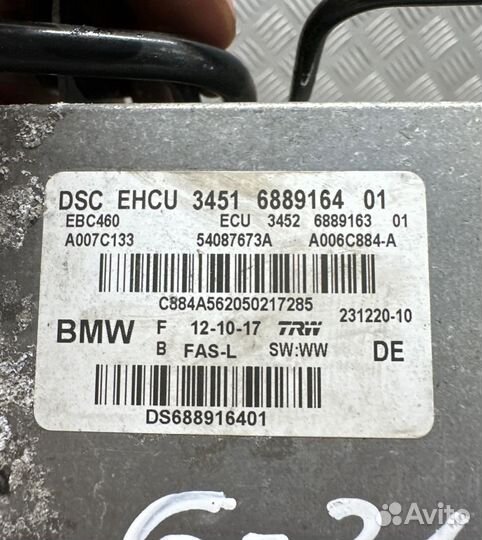 DSC EHCU 3451 6889164 01
EBC460 ECU 3452 6889163 01
A007C133 54087673A A006C884-A
C884A562050217285
BMW F 12-10-17 TRW 231220-10
B FAS-L SW:WW DE
DS688916401
Avito